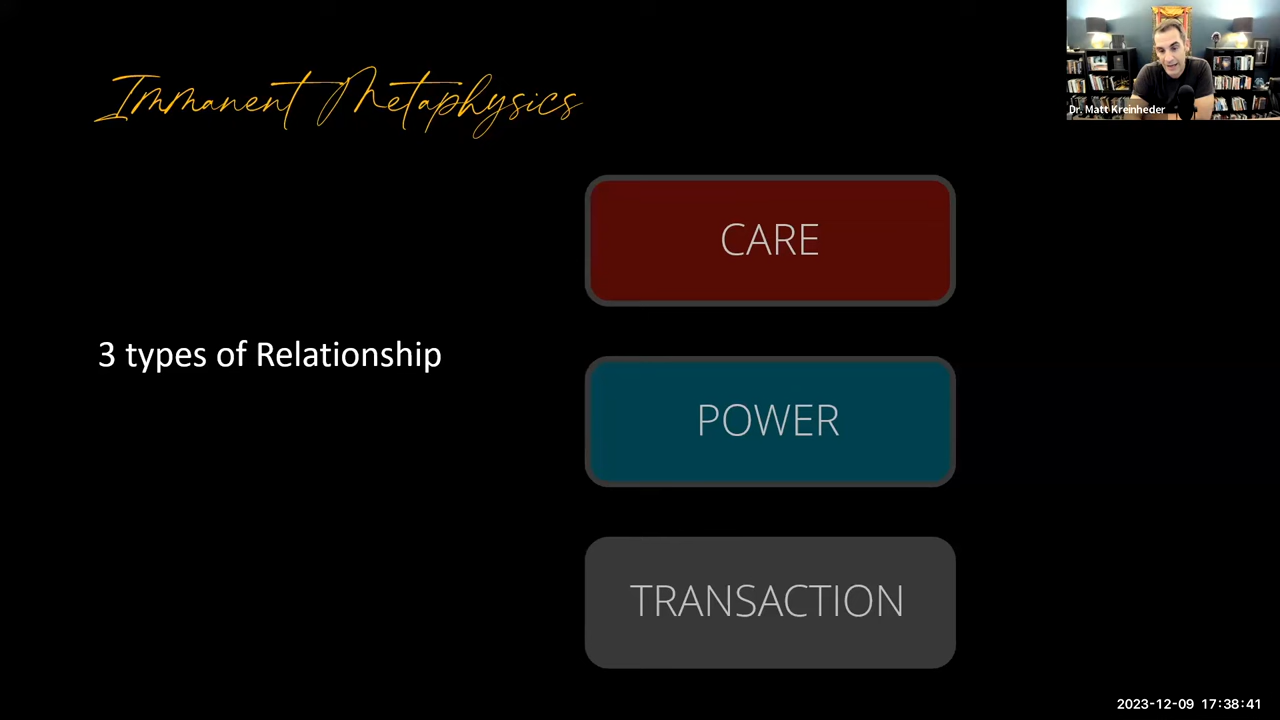 Immanent Metaphysics
Dr. Matt Kreinheder
CARE
3 types of Relationship
POWER
TRANSACTION
2023-12-09 17:38:41